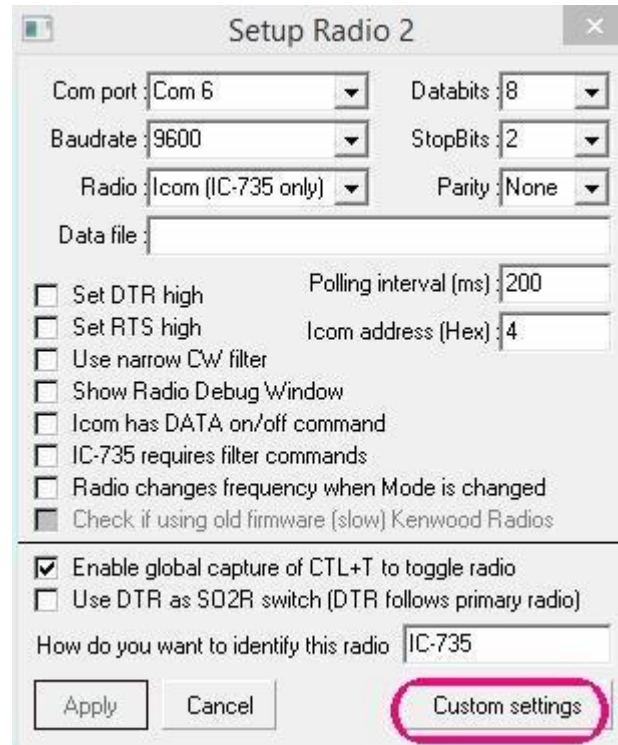 Setup Radio 2
Com port : Com 6 Databits : 8
Baudrate : 9600 StopBits : 2
Radio : Icom (IC-735 only) Parity : None
Data file :
Set DTR high Polling interval (ms) : 200
Set RTS high Icom address (Hex) : 4
Use narrow CW filter
Show Radio Debug Window
Icom has DATA on/off command
IC-735 requires filter commands
Radio changes frequency when Mode is changed
Check if using old firmware (slow) Kenwood Radios
Enable global capture of CTL+T to toggle radio
Use DTR as SO2R switch (DTR follows primary radio)
How do you want to identify this radio IC-735
Apply Cancel Custom settings